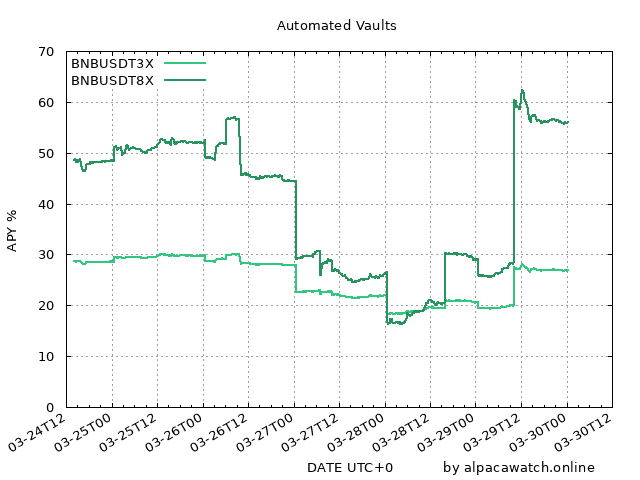 Automated Vaults
BNBUSDT3X
BNBUSDT8X
APY %
70
60
50
40
30
20
10
0
03-24T12
03-25T00
03-25T12
03-26T00
03-26T12
03-27T00
03-27T12
03-28T00
03-28T12
03-29T00
03-29T12
03-30T00
03-30T12
DATE UTC+0
by alpacawatch.online